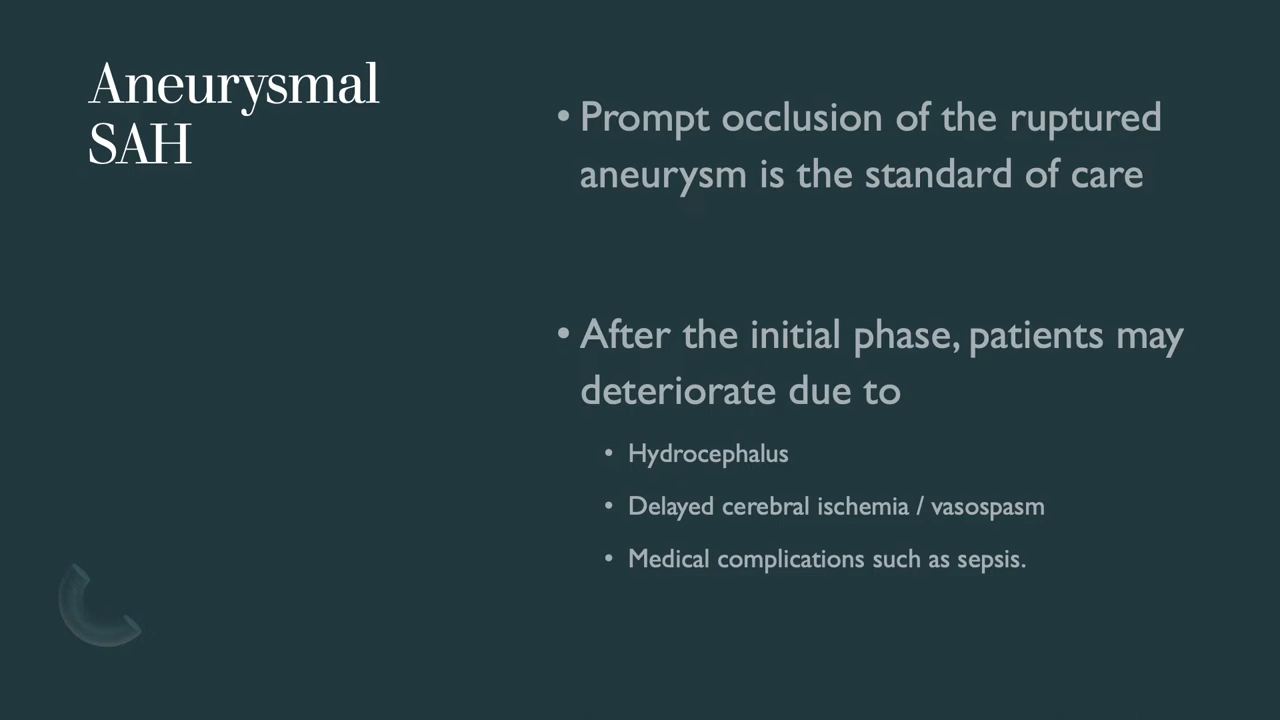 Aneurysmal
SAH
• Prompt occlusion of the ruptured
aneurysm is the standard of care
• After the initial phase, patients may
deteriorate due to
• Hydrocephalus
• Delayed cerebral ischemia / vasospasm
• Medical complications such as sepsis.